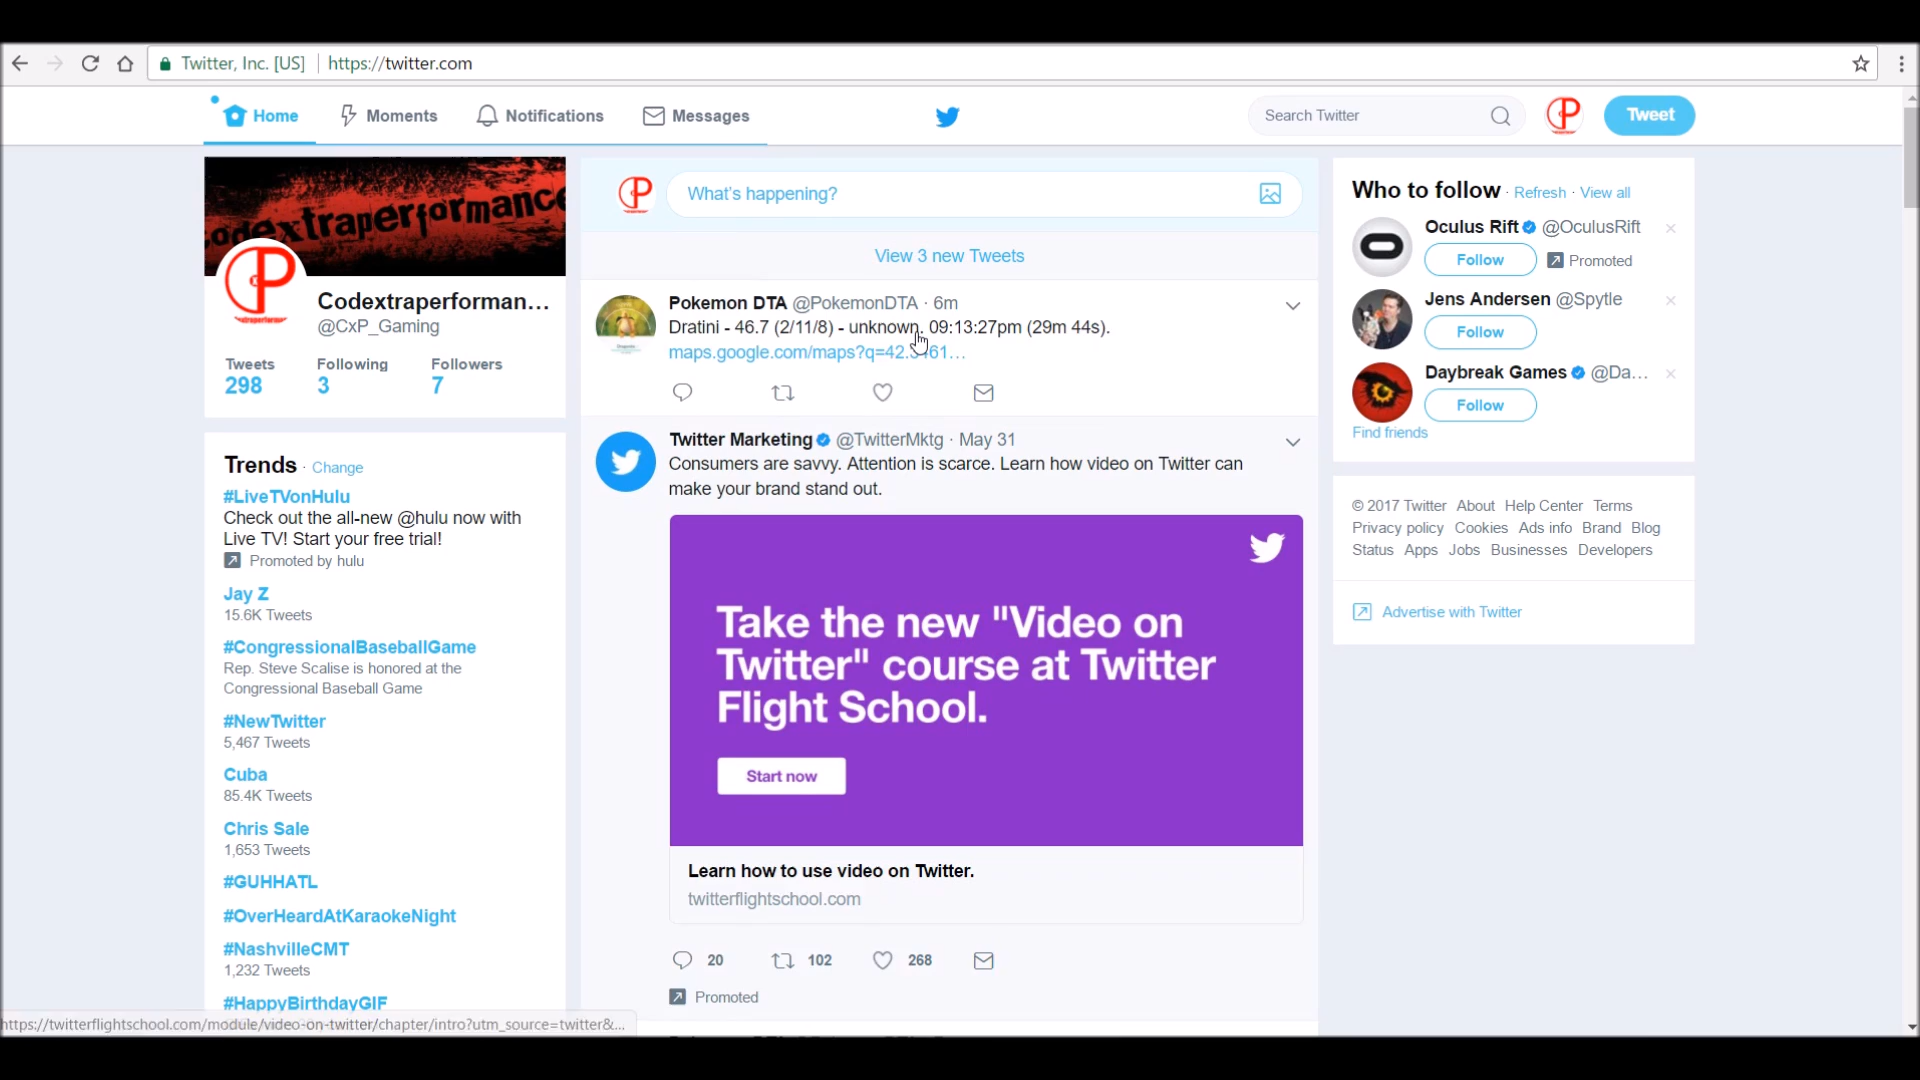 Twitter, Inc. [US] https://twitter.com
Home Moments Notifications Messages
Search Twitter
Tweet
codextraperformance
Codextraperforman...
@CxP_Gaming
Tweets Following Followers
298 3 7
Trends · Change
#LiveTVonHulu
Check out the all-new @hulu now with
Live TV! Start your free trial!
Promoted by hulu
Jay Z
15.6K Tweets
#CongressionalBaseballGame
Rep. Steve Scalise is honored at the
Congressional Baseball Game
#NewTwitter
5,467 Tweets
Cuba
85.4K Tweets
Chris Sale
1,653 Tweets
#GUHHATL
#OverHeardAtKaraokeNight
#NashvilleCMT
1,232 Tweets
#HappyBirthdayGIF
https://twitterflightschool.com/module/video-on-twitter/chapter/intro?utm_source=twitter&...
What's happening?
View 3 new Tweets
Pokemon DTA @PokemonDTA · 6m
Dratini - 46.7 (2/11/8) - unknown. 09:13:27pm (29m 44s).
Twitter Marketing @TwitterMktg · May 31
Consumers are savvy. Attention is scarce. Learn how video on Twitter can
make your brand stand out.
Take the new "Video on
Twitter" course at Twitter
Flight School.
Start now
Learn how to use video on Twitter.
twitterflightschool.com
20 102 268
Promoted
Who to follow · Refresh · View all
Oculus Rift @OculusRift
Follow Promoted
Jens Andersen @Spytle
Follow
Daybreak Games @Da...
Follow
Find friends
© 2017 Twitter About Help Center Terms
Privacy policy Cookies Ads info Brand Blog
Status Apps Jobs Businesses Developers
Advertise with Twitter